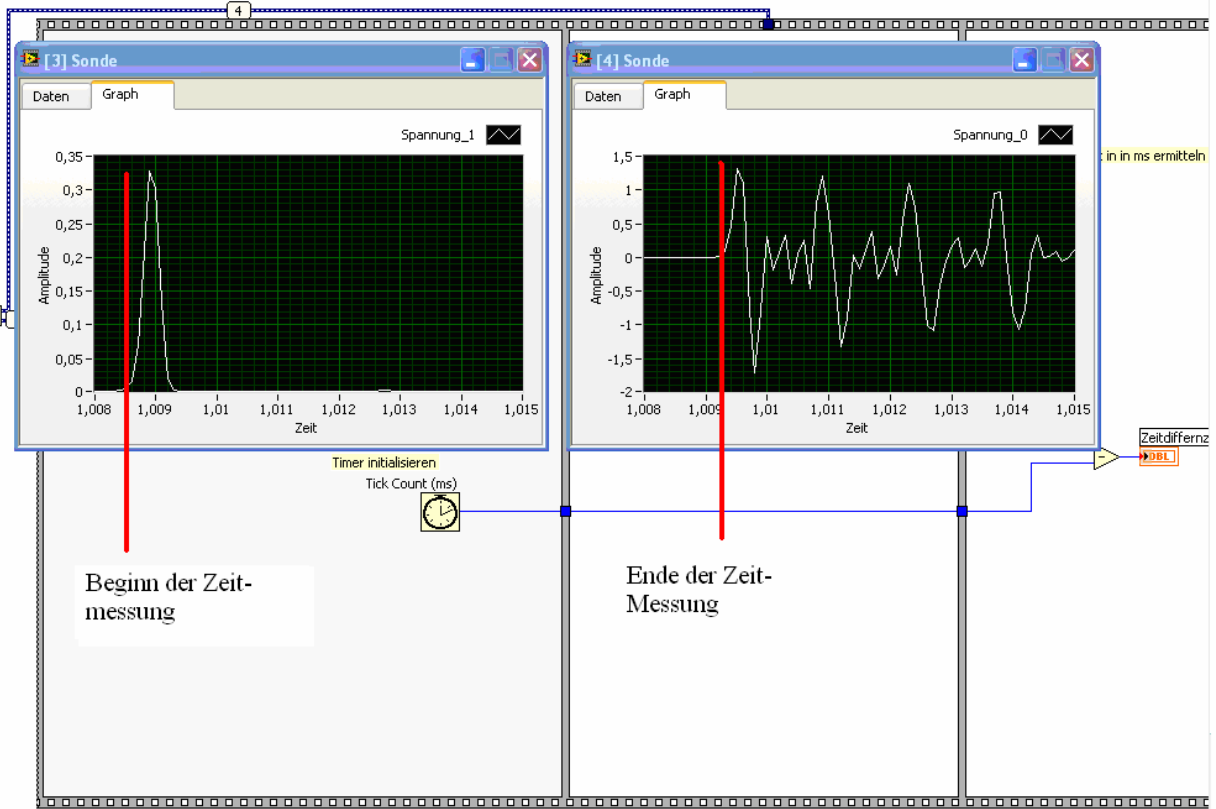 4
[3] Sonde
Daten
Graph
Spannung_1
0,35
0,3
0,25
0,2
0,15
0,1
0,05
0
Amplitude
1,008
1,009
1,01
1,011
1,012
1,013
1,014
1,015
Zeit
[4] Sonde
Daten
Graph
Spannung_0
1,5
1
0,5
0
-0,5
-1
-1,5
-2
Amplitude
1,008
1,009
1,01
1,011
1,012
1,013
1,014
1,015
Zeit
in in ms ermitteln
Zeitdiffernz
DBL
Timer initialisieren
Tick Count (ms)
Beginn der Zeit-
messung
Ende der Zeit-
Messung